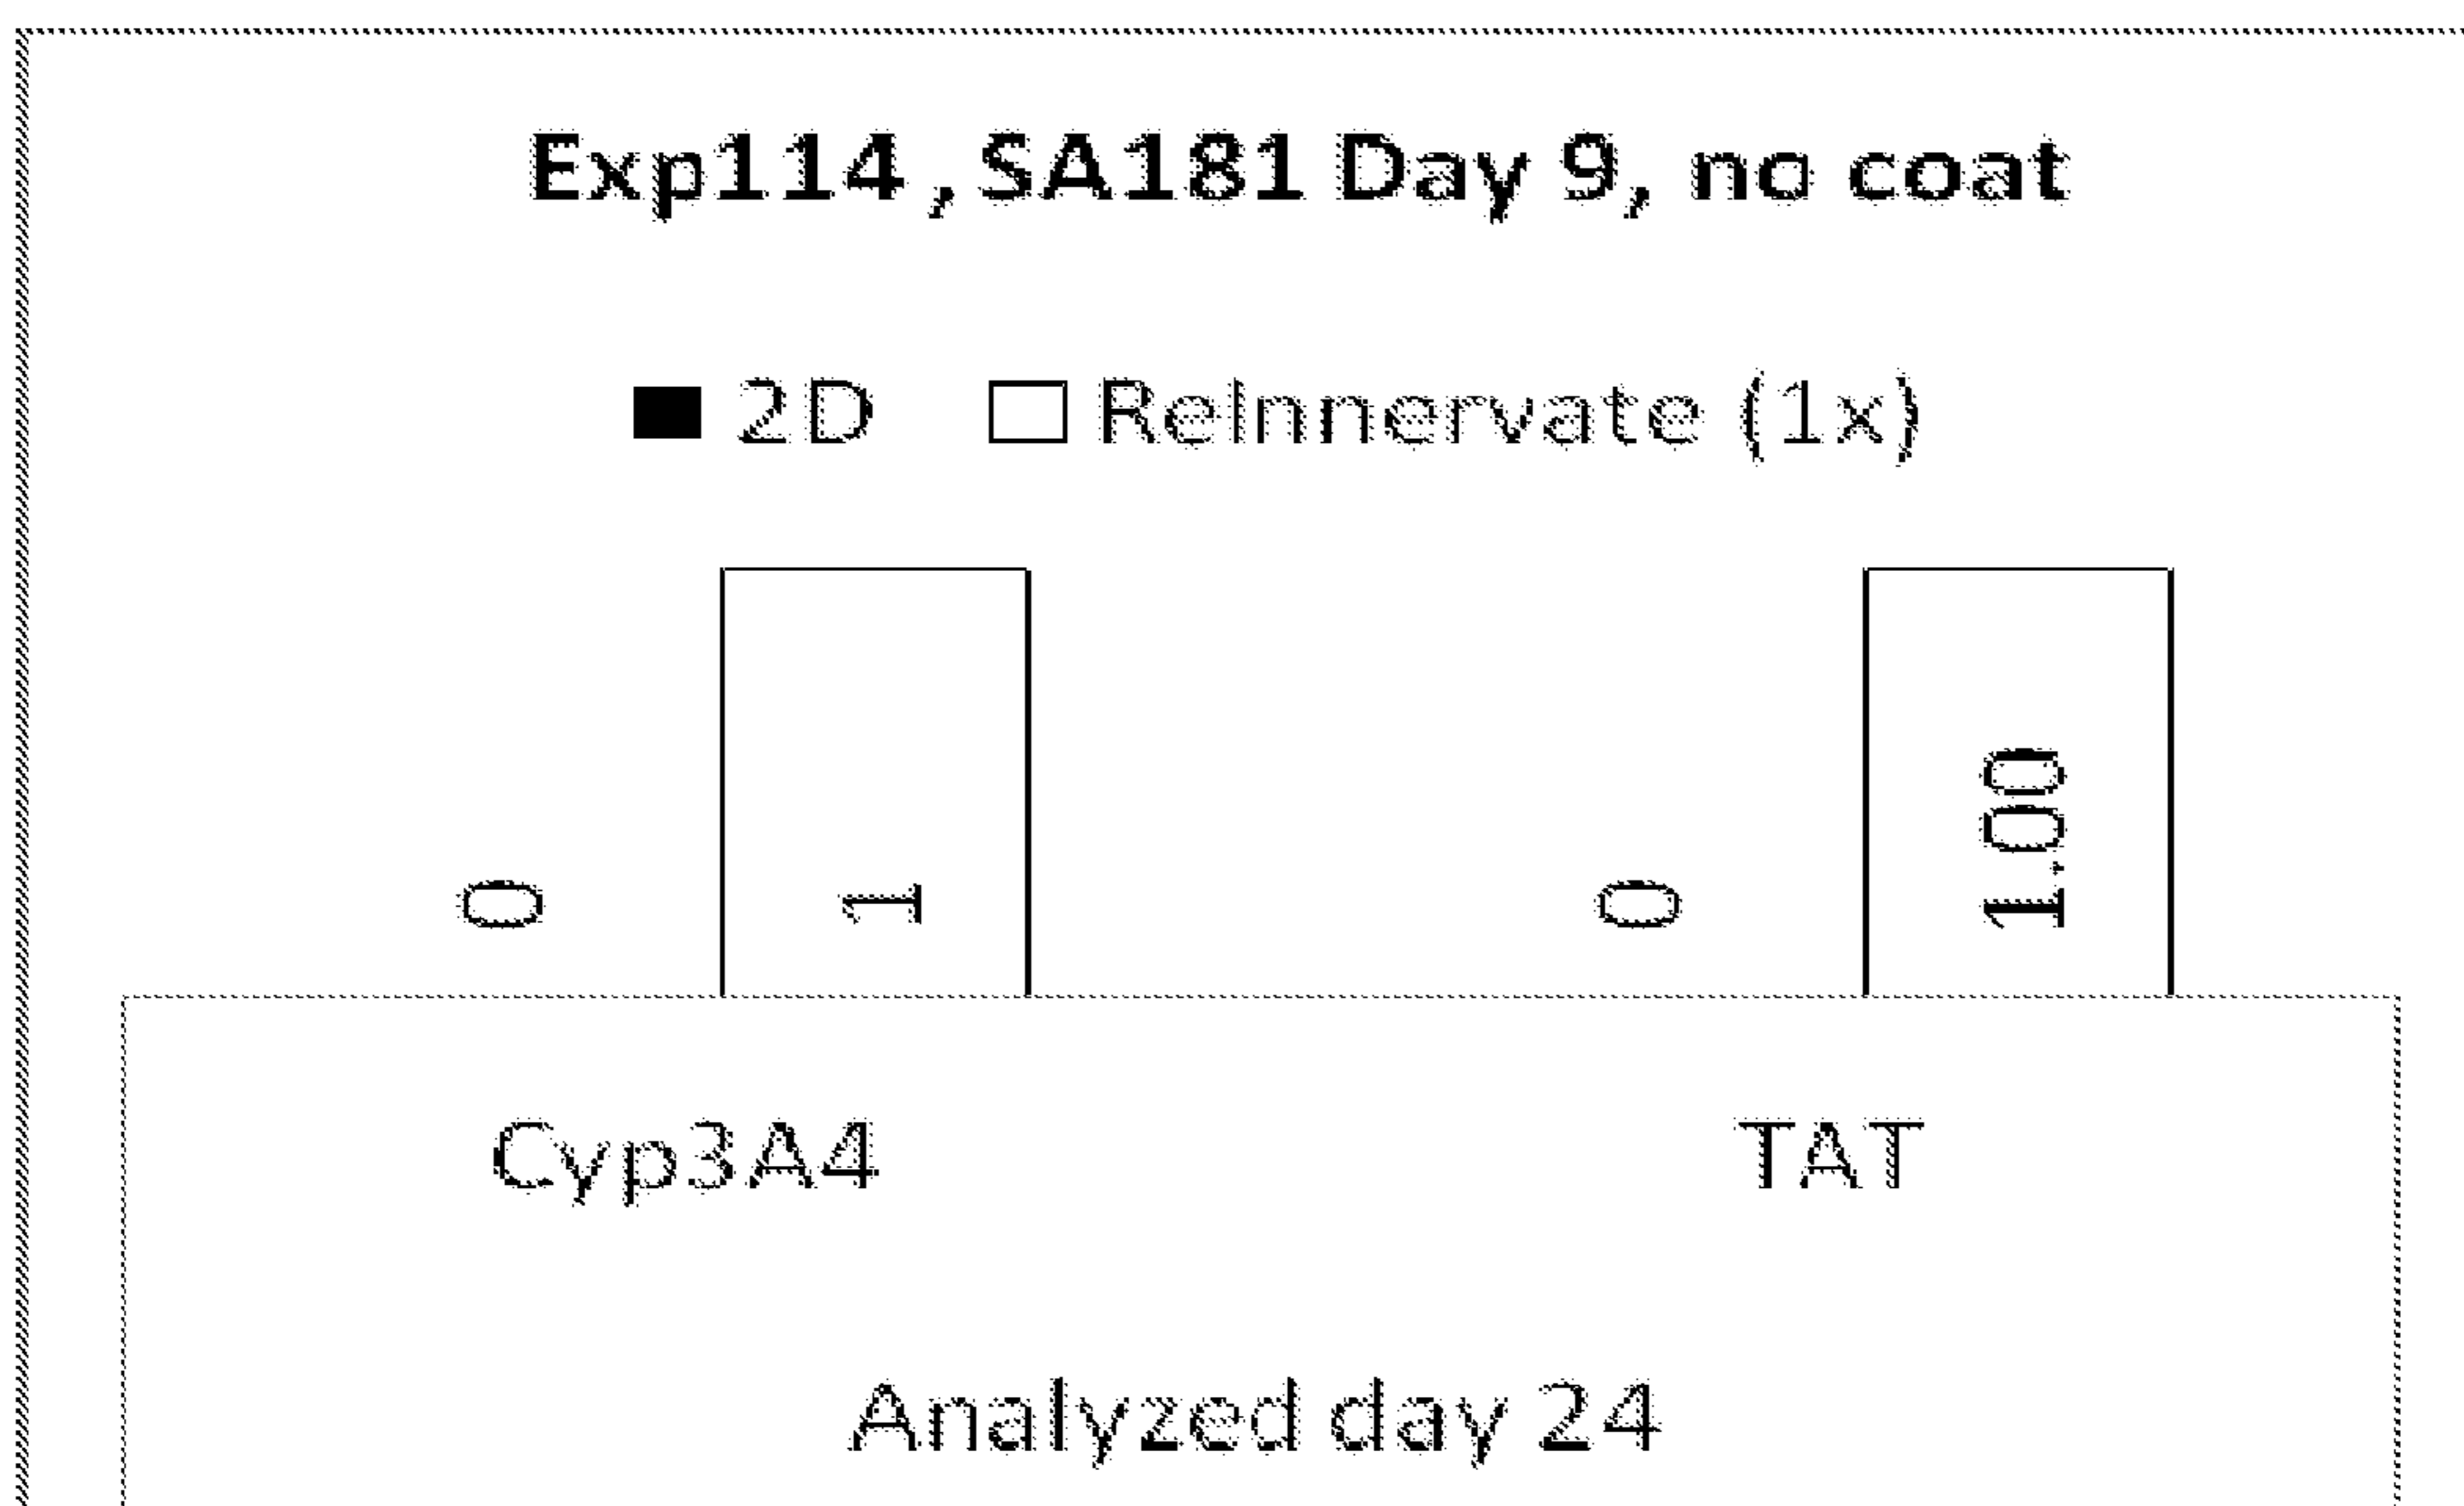 Exp114, SA181 Day 9, no coat
2D ReInnervate (1x)
0 1 0 1.00
Cyp3A4 TAT
Analyzed day 24